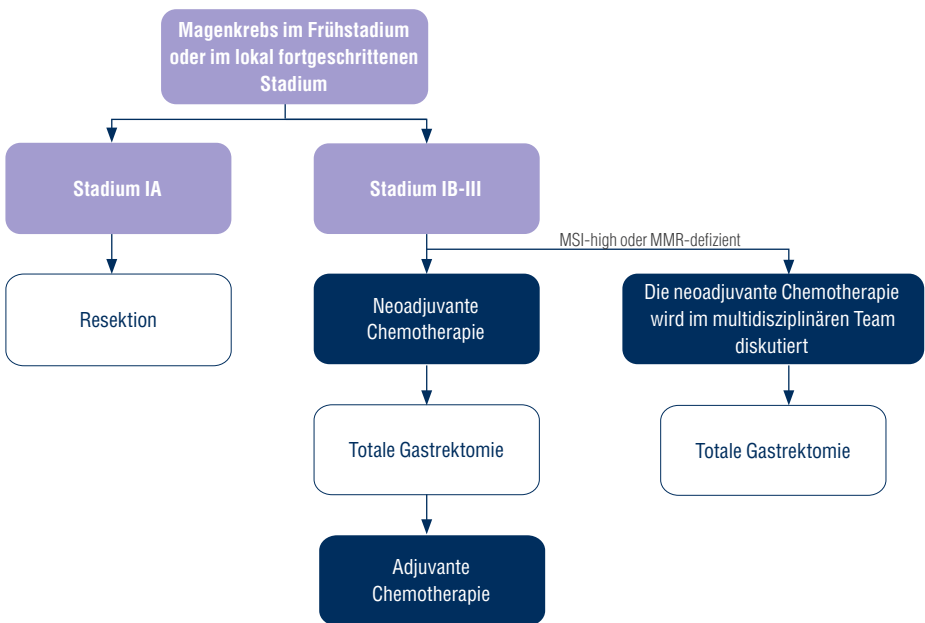 Magenkrebs im Frühstadium
oder im lokal fortgeschrittenen
Stadium
Stadium IA
Stadium IB-III
MSI-high oder MMR-defizient
Resektion
Neoadjuvante
Chemotherapie
Die neoadjuvante Chemotherapie
wird im multidisziplinären Team
diskutiert
Totale Gastrektomie
Totale Gastrektomie
Adjuvante
Chemotherapie